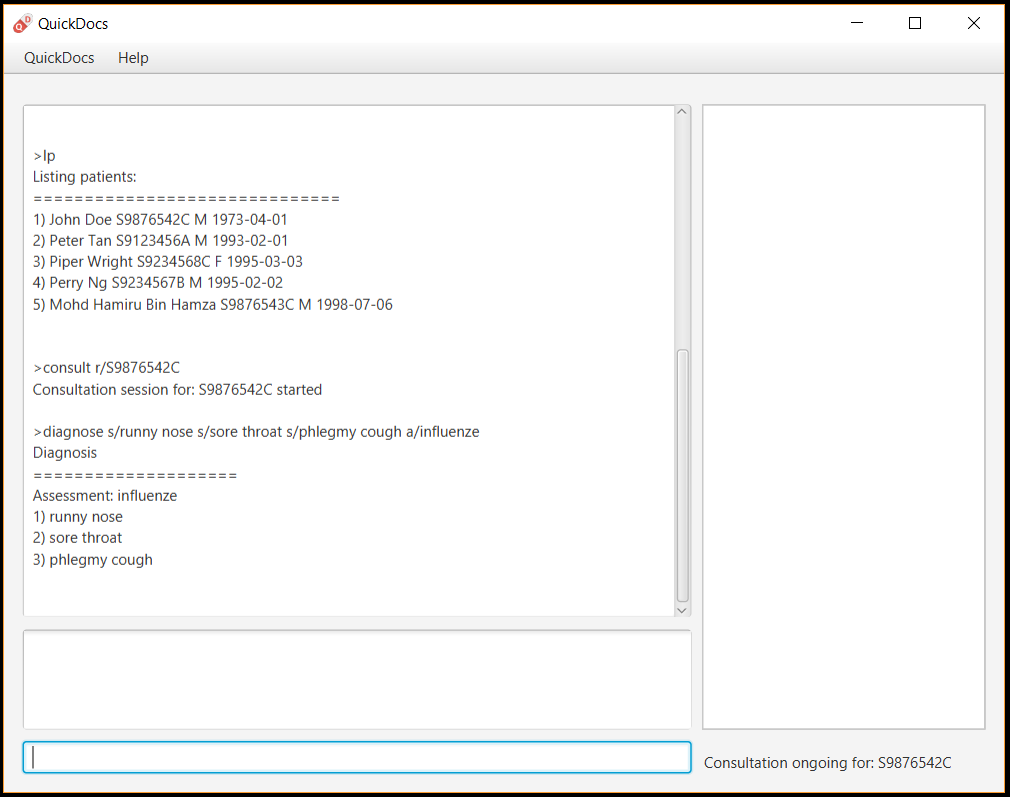 QuickDocs
QuickDocs Help
>lp
Listing patients:
==============================
1) John Doe S9876542C M 1973-04-01
2) Peter Tan S9123456A M 1993-02-01
3) Piper Wright S9234568C F 1995-03-03
4) Perry Ng S9234567B M 1995-02-02
5) Mohd Hamiru Bin Hamza S9876543C M 1998-07-06
>consult r/S9876542C
Consultation session for: S9876542C started
>diagnose s/runny nose s/sore throat s/phlegmy cough a/influenze
Diagnosis
====================
Assessment: influenze
1) runny nose
2) sore throat
3) phlegmy cough
Consultation ongoing for: S9876542C